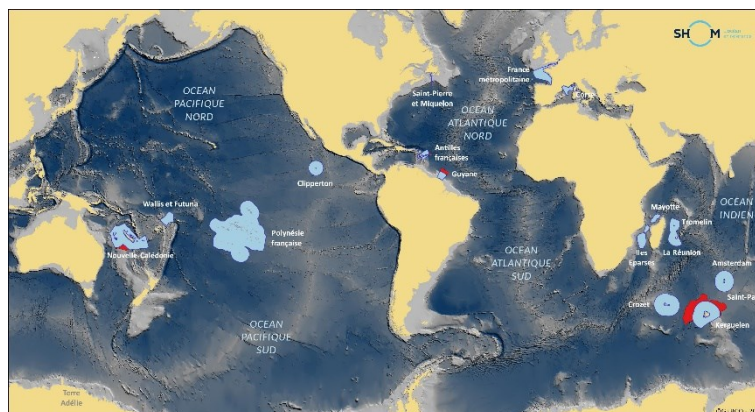 SHOM
France
métropolitaine
Corse
Saint-Pierre
et Miquelon
OCEAN
PACIFIQUE
NORD
OCEAN
ATLANTIQUE
NORD
Antilles
françaises
Guyane
Clipperton
Wallis et Futuna
Polynésie
française
Nouvelle-Calédonie
Mayotte
Tromelin
OCEAN
INDIEN
Iles
Eparses
La Réunion
OCEAN
ATLANTIQUE
SUD
Amsterdam
Saint-Pa
Crozet
Kerguelen
OCEAN
PACIFIQUE
SUD
Terre
Adélie